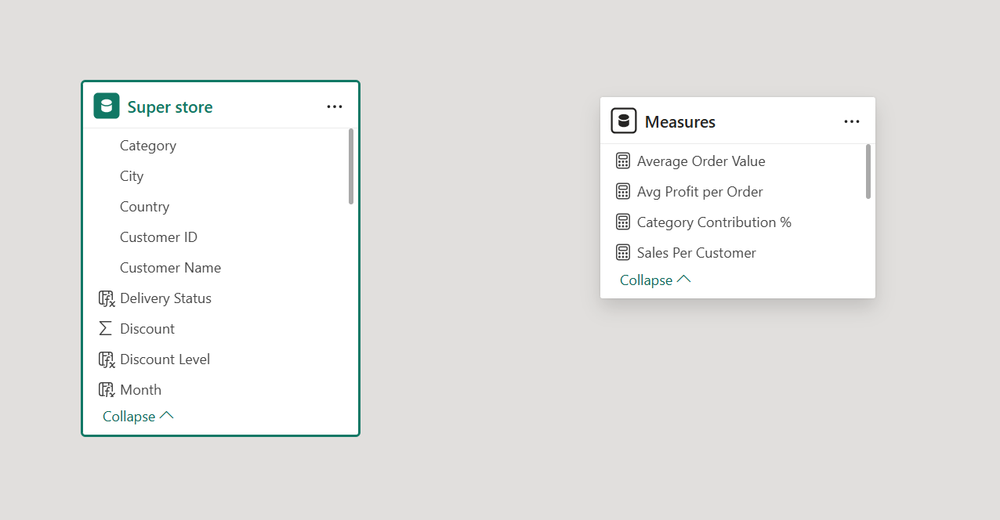 Super store
Category
City
Country
Customer ID
Customer Name
Delivery Status
Discount
Discount Level
Month
Collapse
Measures
Average Order Value
Avg Profit per Order
Category Contribution %
Sales Per Customer
Collapse